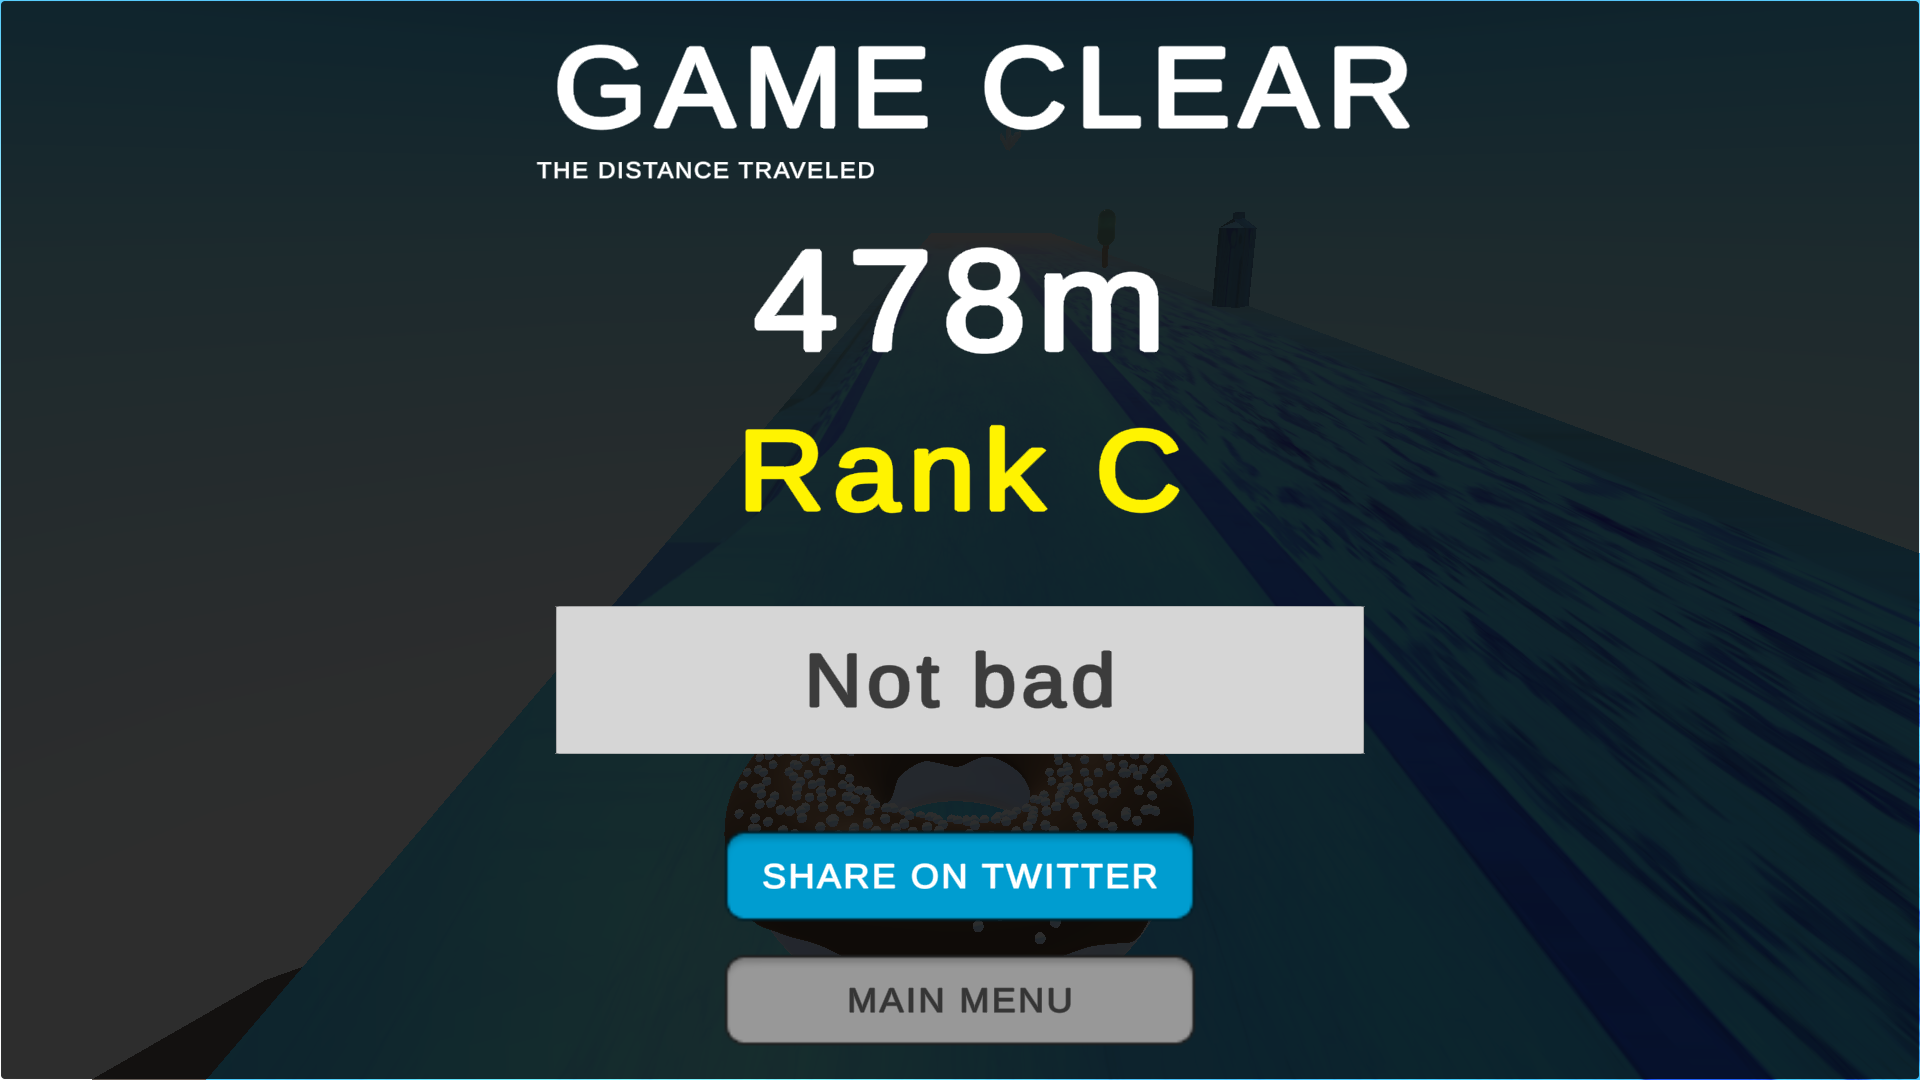 GAME CLEAR
THE DISTANCE TRAVELED
478m
Rank C
Not bad
SHARE ON TWITTER
MAIN MENU